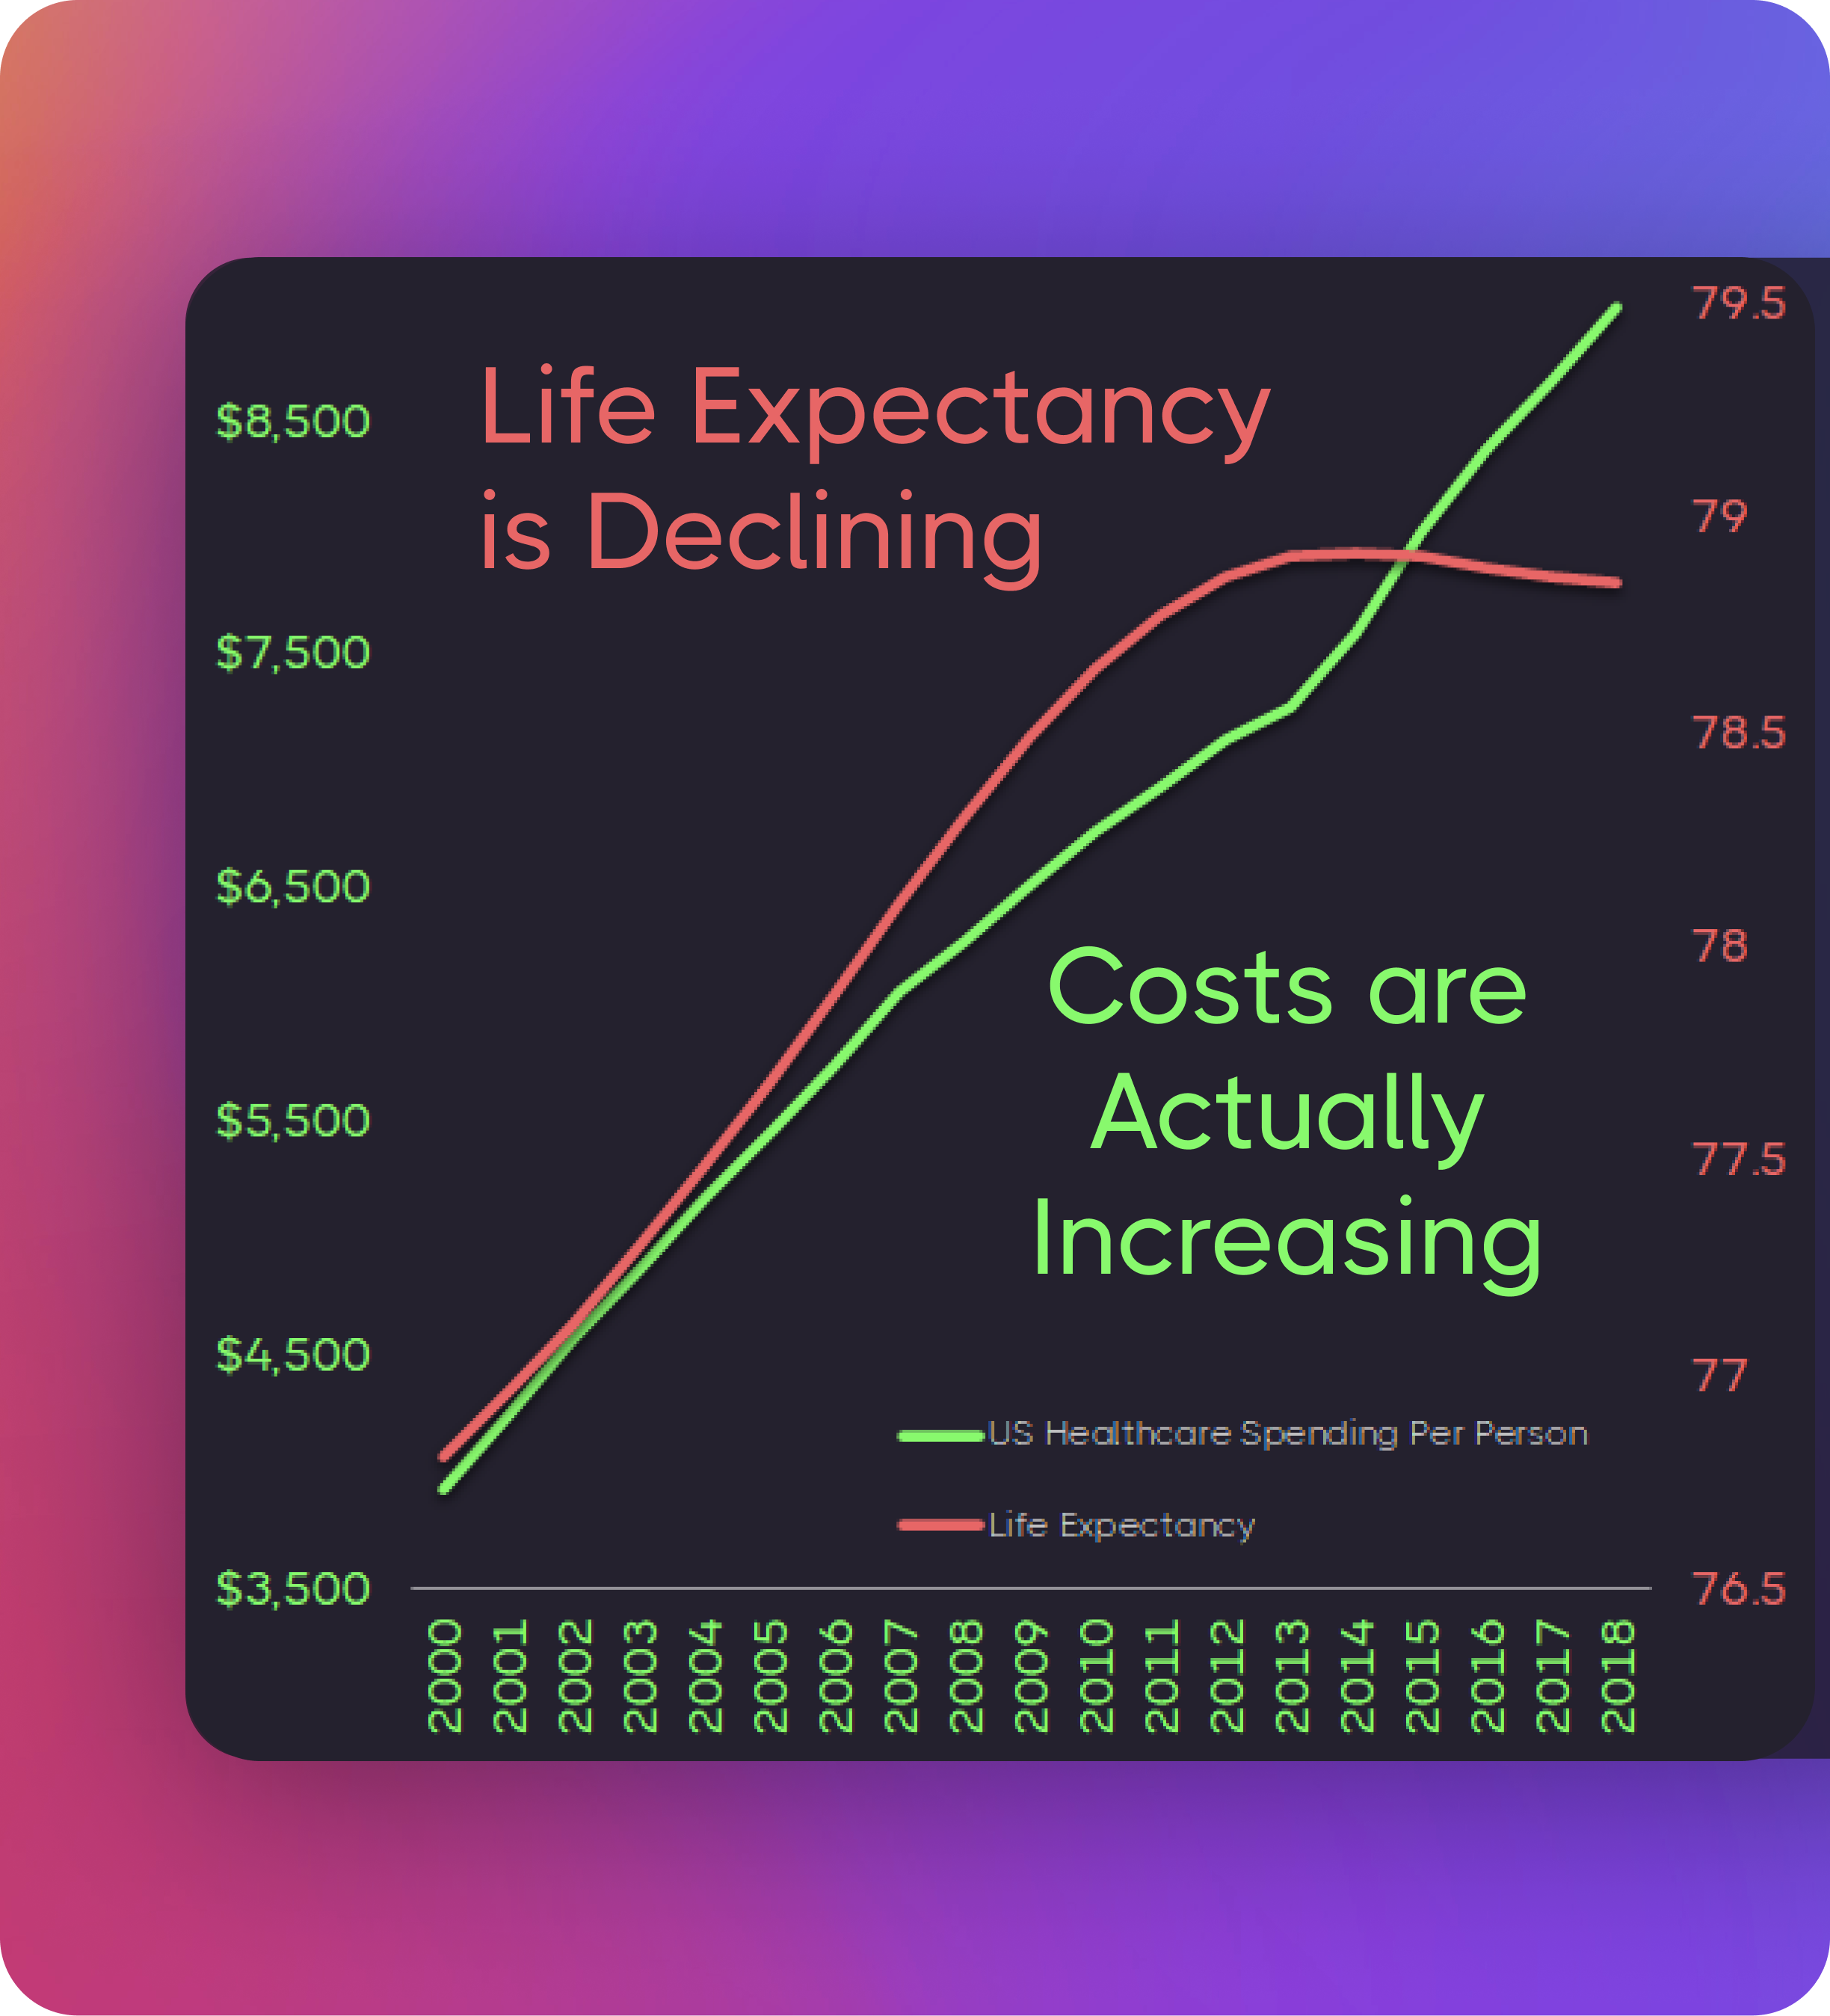 Life Expectancy
is Declining
Costs are
Actually
Increasing
$8,500
$7,500
$6,500
$5,500
$4,500
$3,500
79.5
79
78.5
78
77.5
77
76.5
US Healthcare Spending Per Person
Life Expectancy
2000 2001 2002 2003 2004 2005 2006 2007 2008 2009 2010 2011 2012 2013 2014 2015 2016 2017 2018